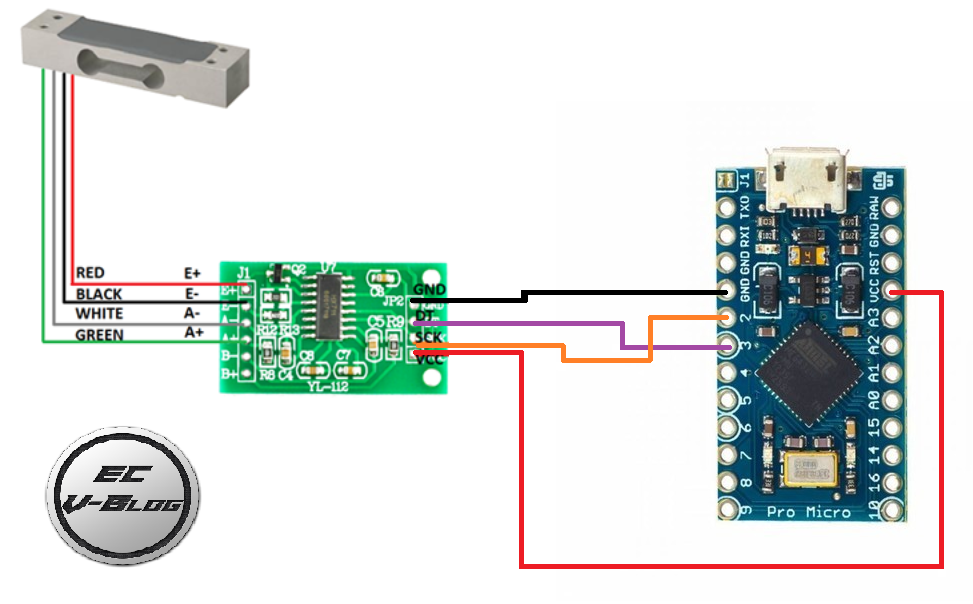 RED E+
BLACK E-
WHITE A-
GREEN A+
J1
E+
A-
A+
B-
B+
Q2
U7
C8
JP2
R12 R13
C5 R9
R8 C4
C6 C7
YL-112
GND
DT
SCK
VCC
EC
V-BLOG
J1
TXO
RXI
GND
GND
2
3
4
5
6
7
8
9
RAW
GND
RST
VCC
A3
A2
A1
A0
15
14
16
10
Pro Micro